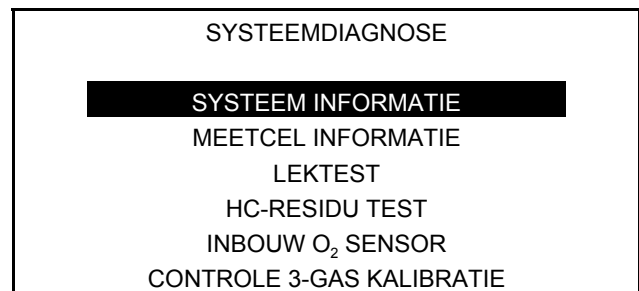 SYSTEEMDIAGNOSE
SYSTEEM INFORMATIE
MEETCEL INFORMATIE
LEKTEST
HC-RESIDU TEST
INBOUW O₂ SENSOR
CONTROLE 3-GAS KALIBRATIE